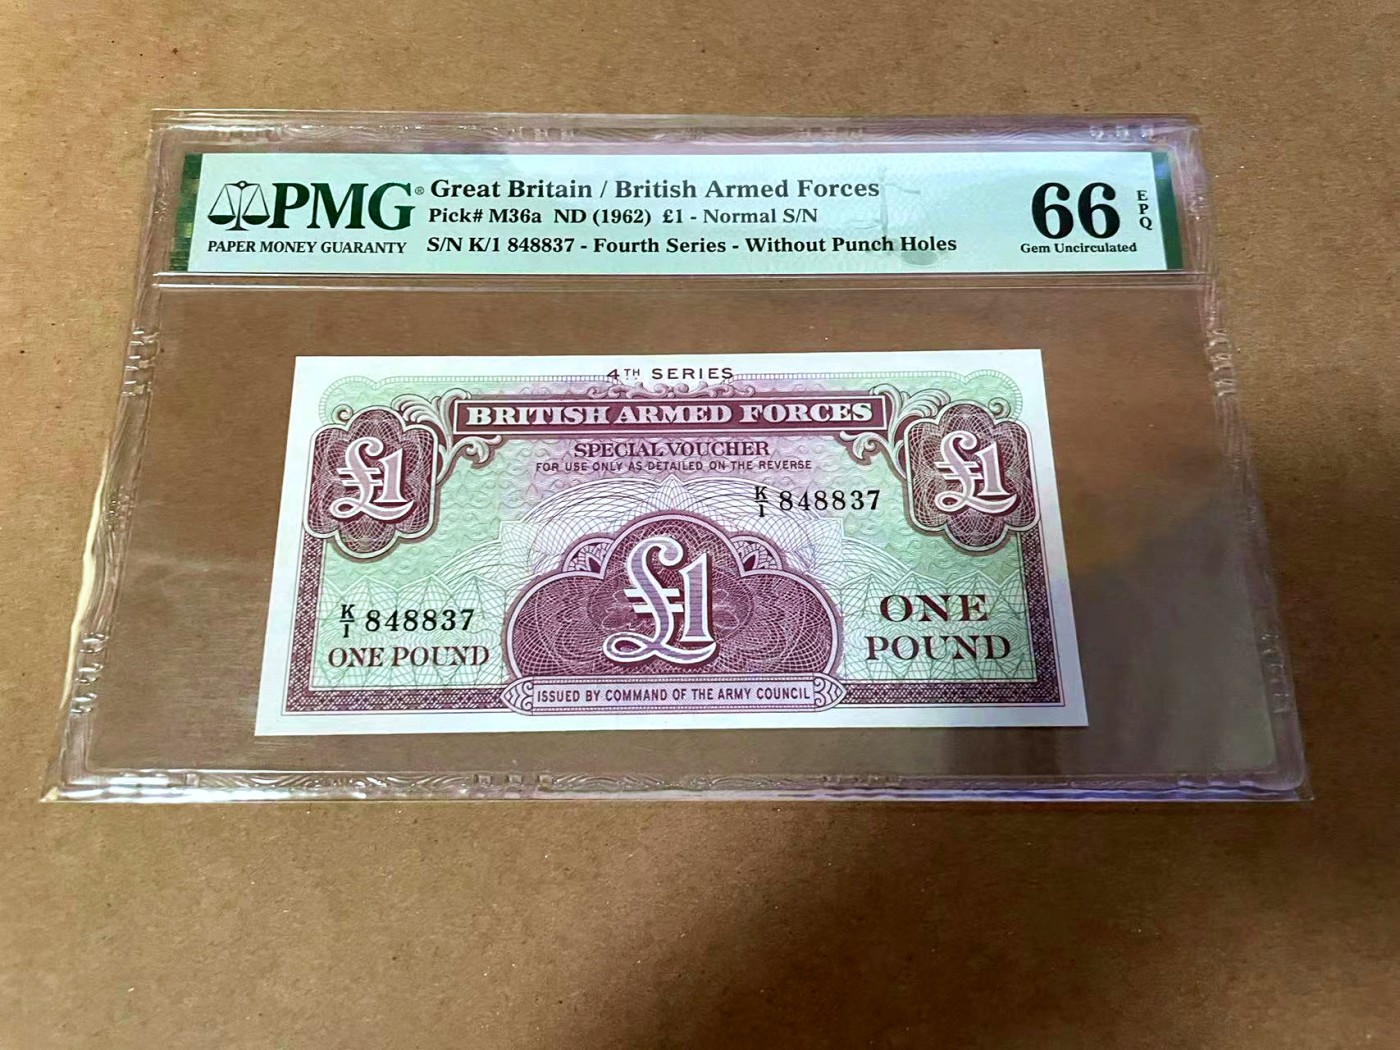 PMG®
PAPER MONEY GUARANTY
Great Britain / British Armed Forces
Pick# M36a ND (1962) £1 - Normal S/N
S/N K/1 848837 - Fourth Series - Without Punch Holes
66
EPQ
Gem Uncirculated
4TH SERIES
BRITISH ARMED FORCES
£1
£1
SPECIAL VOUCHER
FOR USE ONLY AS DETAILED ON THE REVERSE
K/1 848837
£1
K/1 848837
ONE POUND
ONE
POUND
ISSUED BY COMMAND OF THE ARMY COUNCIL